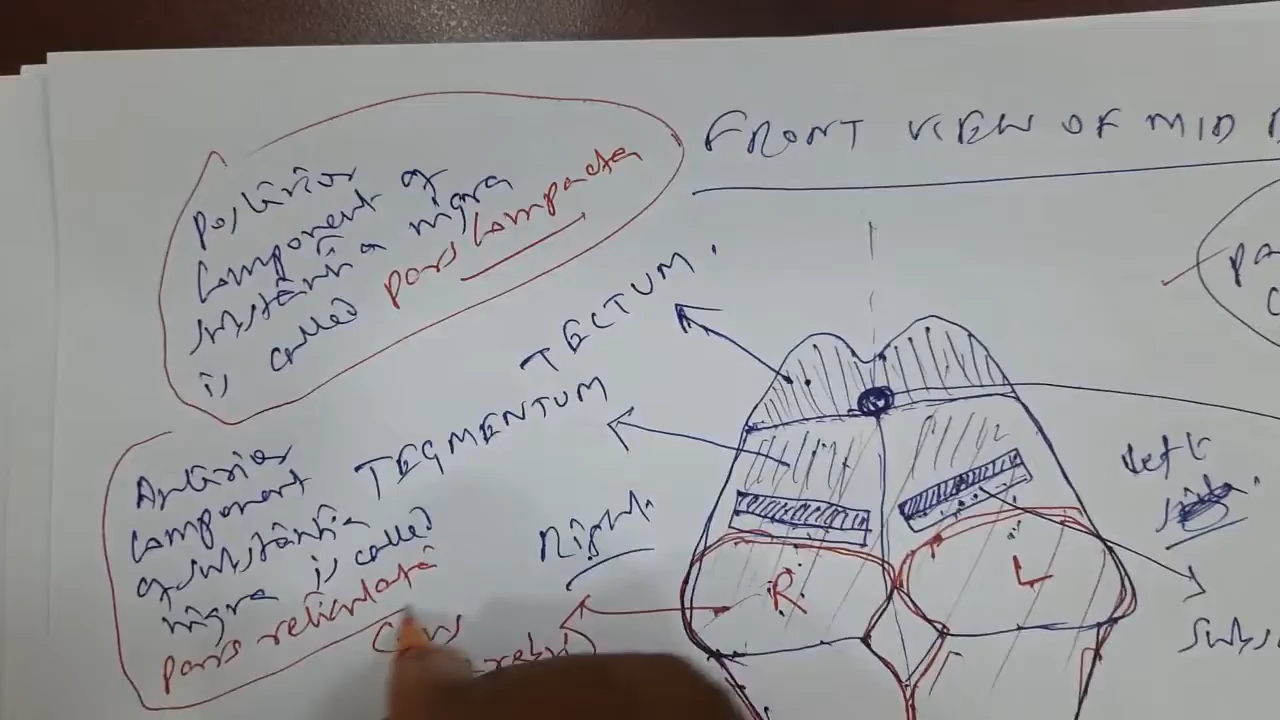 FRONT VIEW OF MID
Posterior
Component of
substantia nigra
is called pars compacta
TECTUM
TEGMENTUM
Anterior
component
of substantia
nigra is called
pars reticulata
Right
left
R
L